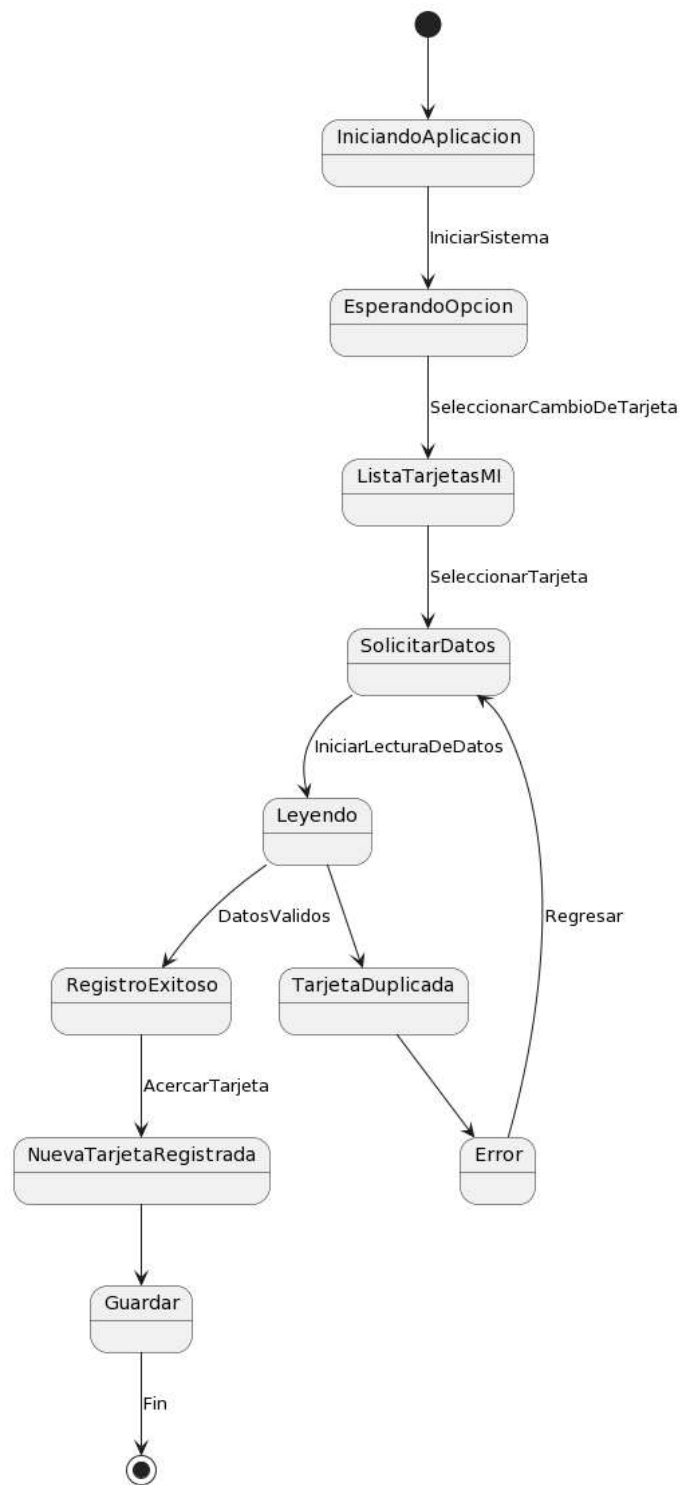 IniciandoAplicacion
IniciarSistema
EsperandoOpcion
SeleccionarCambioDeTarjeta
ListaTarjetasMI
SeleccionarTarjeta
SolicitarDatos
IniciarLecturaDeDatos
Leyendo
DatosValidos
Regresar
RegistroExitoso
TarjetaDuplicada
AcercarTarjeta
NuevaTarjetaRegistrada
Error
Guardar
Fin